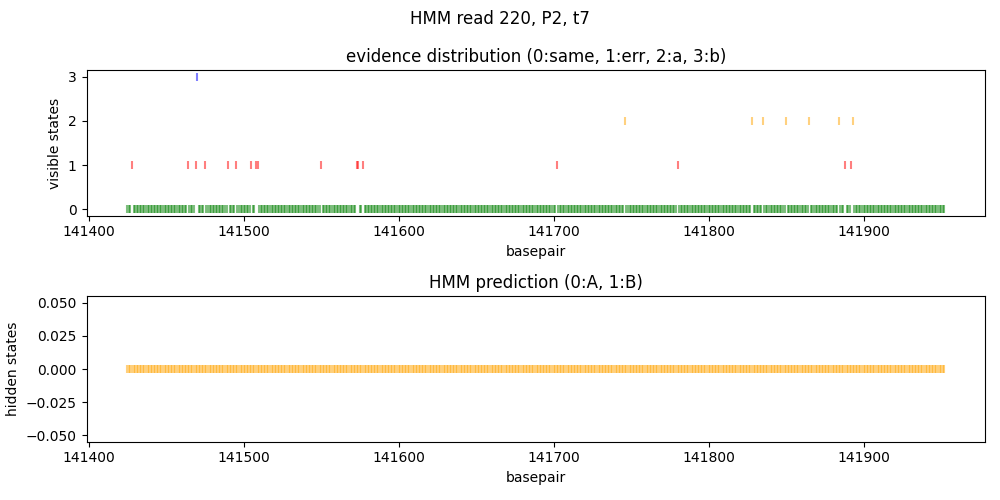 HMM read 220, P2, t7
evidence distribution (0:same, 1:err, 2:a, 3:b)
visible states
3
2
1
0
141400 141500 141600 141700 141800 141900
basepair
HMM prediction (0:A, 1:B)
hidden states
0.050
0.025
0.000
−0.025
−0.050
141400 141500 141600 141700 141800 141900
basepair